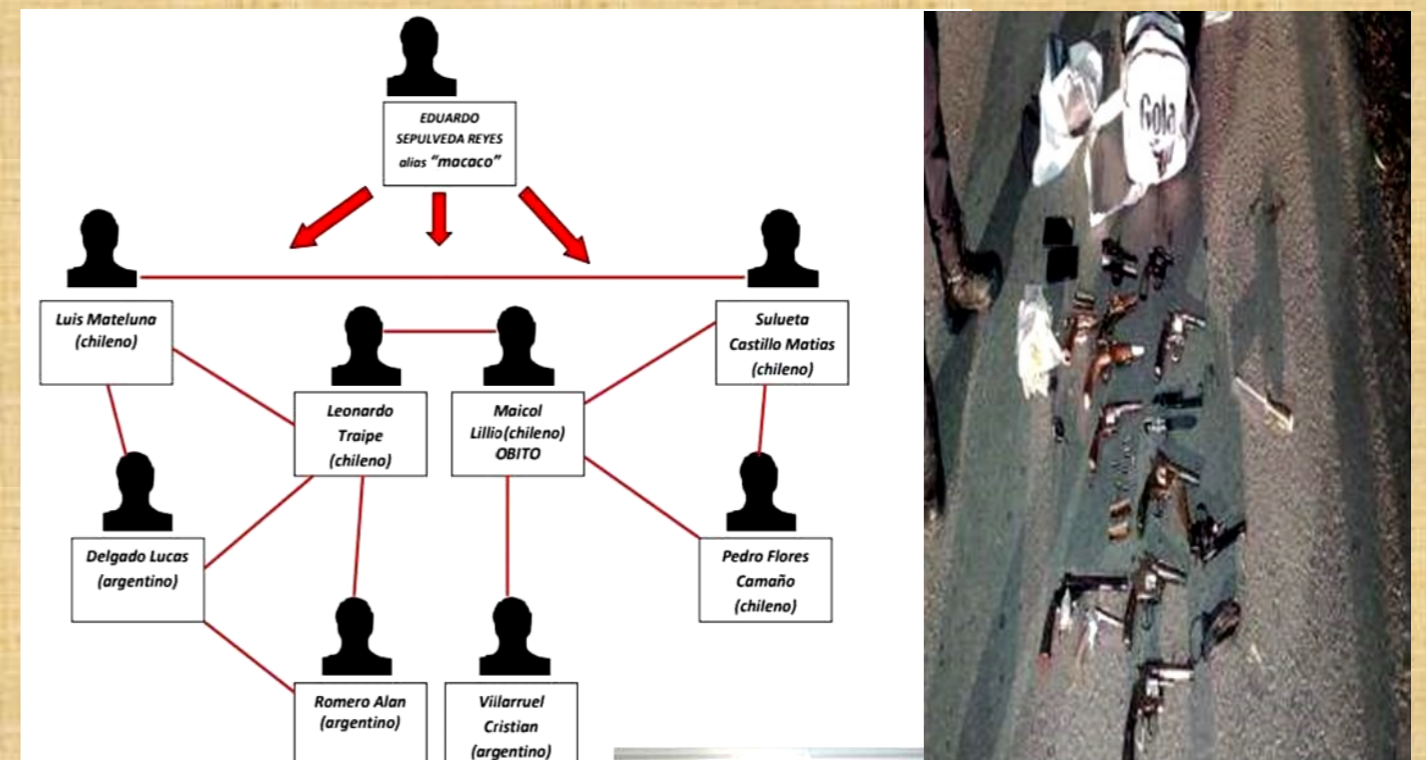 EDUARDO
SEPULVEDA REYES
alias "macaco"
Luis Mateluna
(chileno)
Sulueta
Castillo Matias
(chileno)
Leonardo
Traipe
(chileno)
Maicol
Lillio(chileno)
OBITO
Delgado Lucas
(argentino)
Pedro Flores
Camaño
(chileno)
Romero Alan
(argentino)
Villarruel
Cristian
(argentino)
Gola